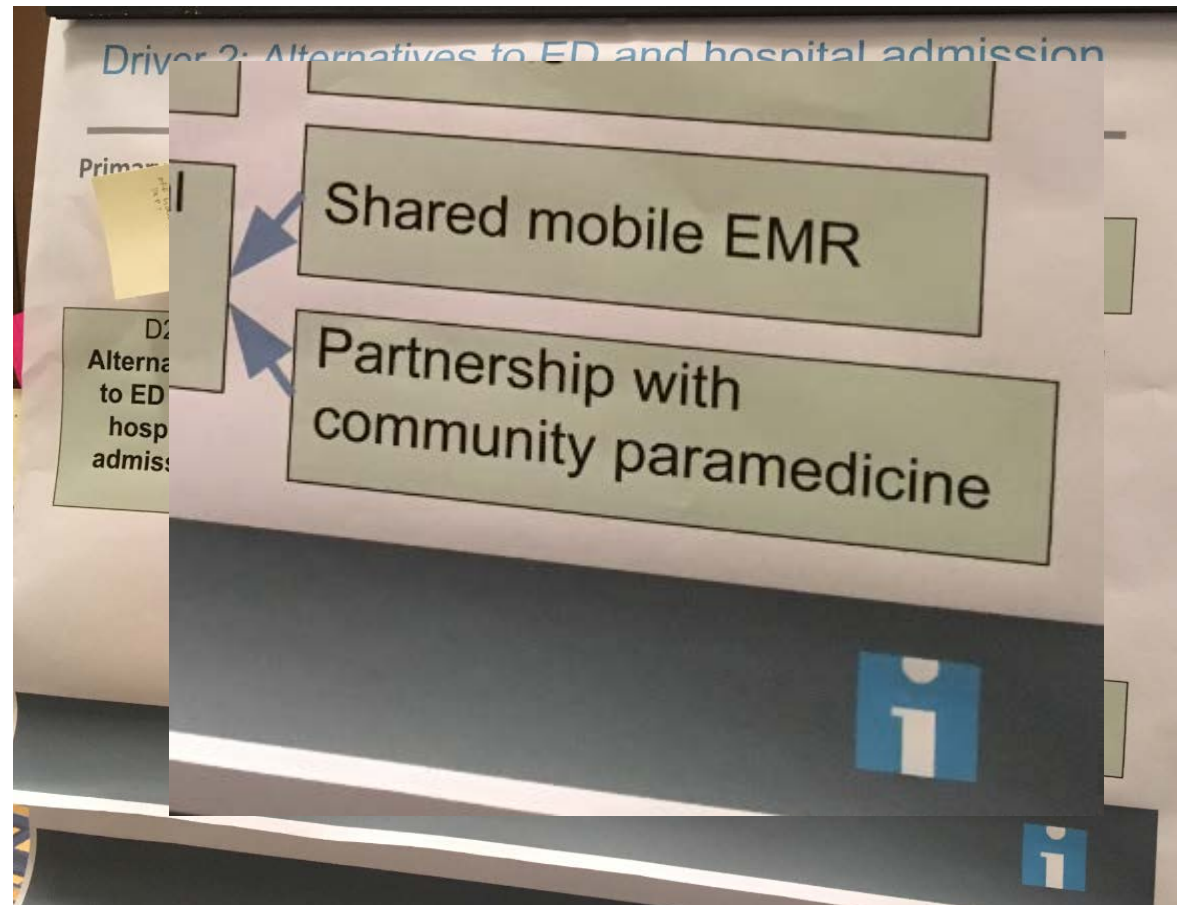 Driver 2: Alternatives to ED and hospital admission
Shared mobile EMR
Partnership with
community paramedicine
D2
Alterna
to ED
hosp
admiss